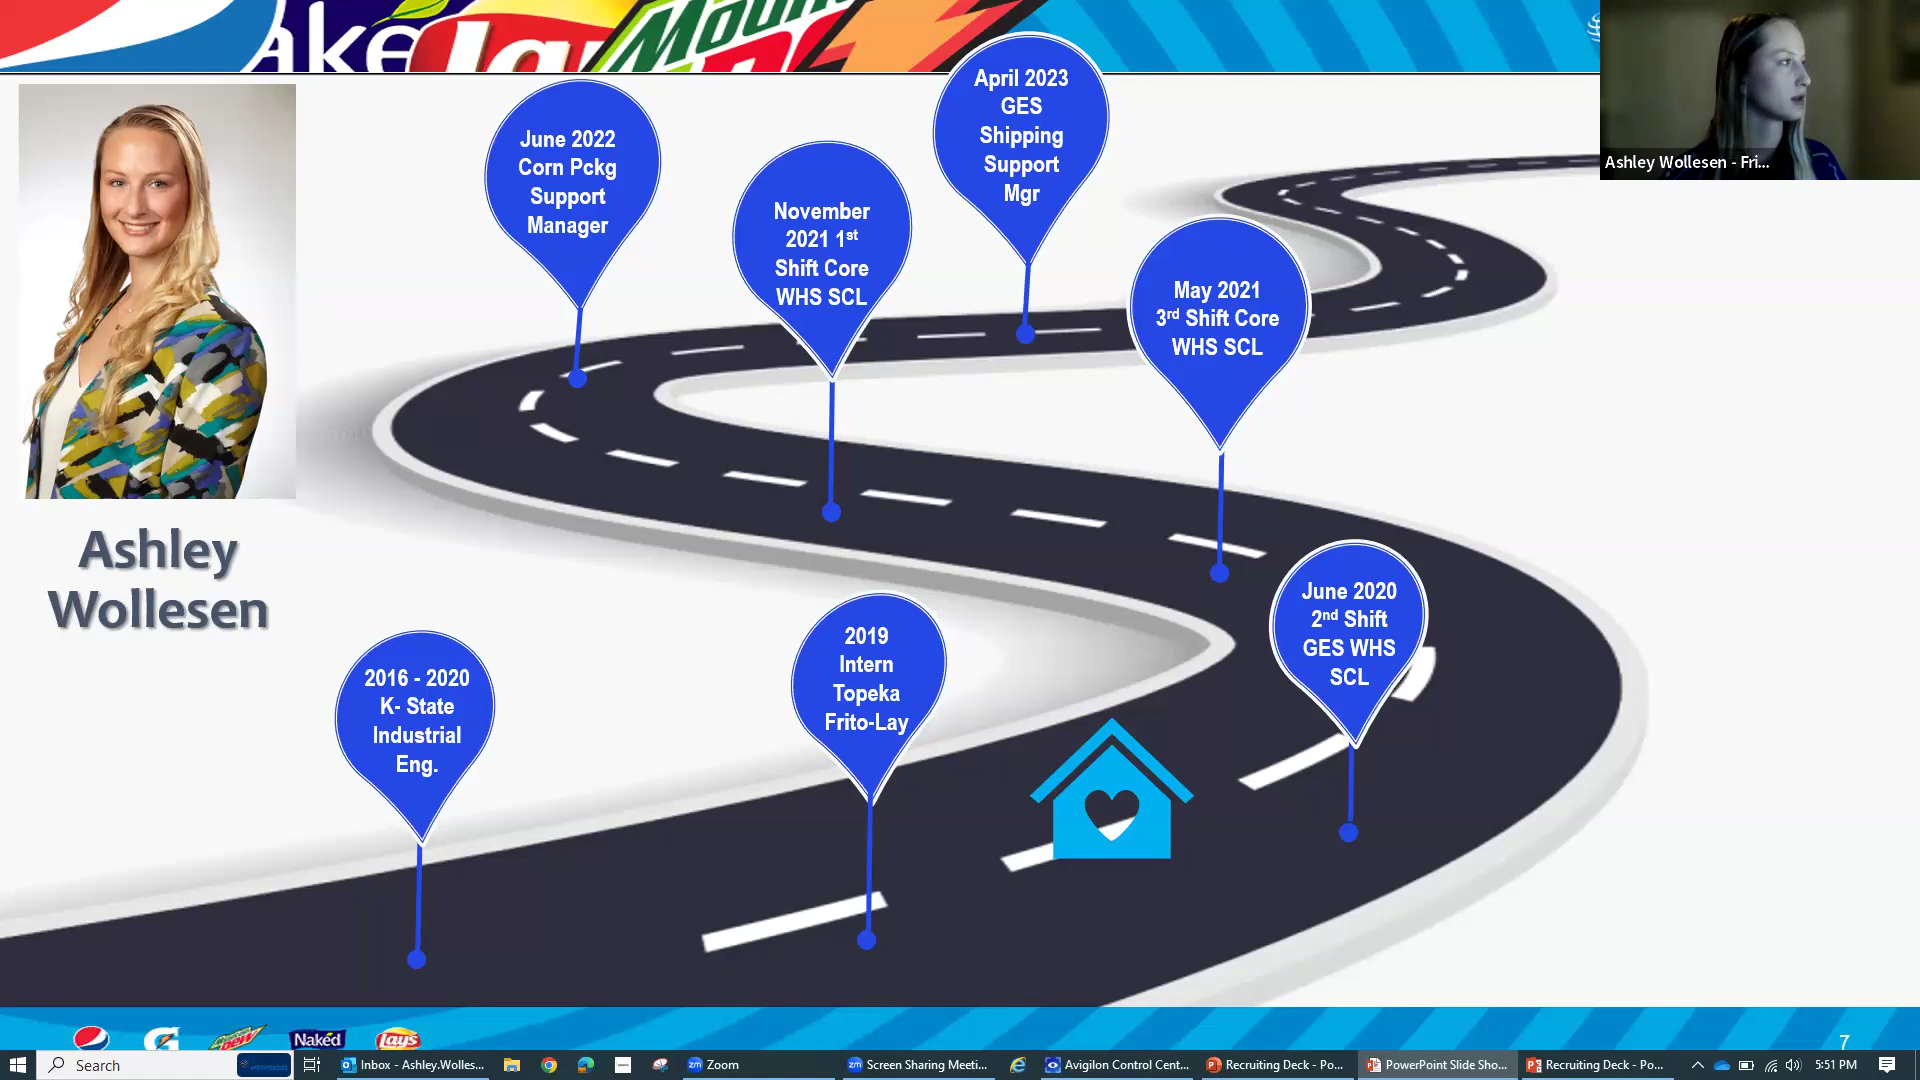 ake
Lay
Moun
Ashley Wollesen - Fri...
April 2023
GES
Shipping
Support
Mgr
June 2022
Corn Pckg
Support
Manager
November
2021 1st
Shift Core
WHS SCL
May 2021
3rd Shift Core
WHS SCL
Ashley
Wollesen
June 2020
2nd Shift
GES WHS
SCL
2019
Intern
Topeka
Frito-Lay
2016 - 2020
K- State
Industrial
Eng.
G
Naked
Lays
7
Search
Inbox - Ashley.Wolles...
Zoom
Screen Sharing Meeti...
Avigilon Control Cent...
Recruiting Deck - Po...
PowerPoint Slide Sho...
Recruiting Deck - Po...
5:51 PM